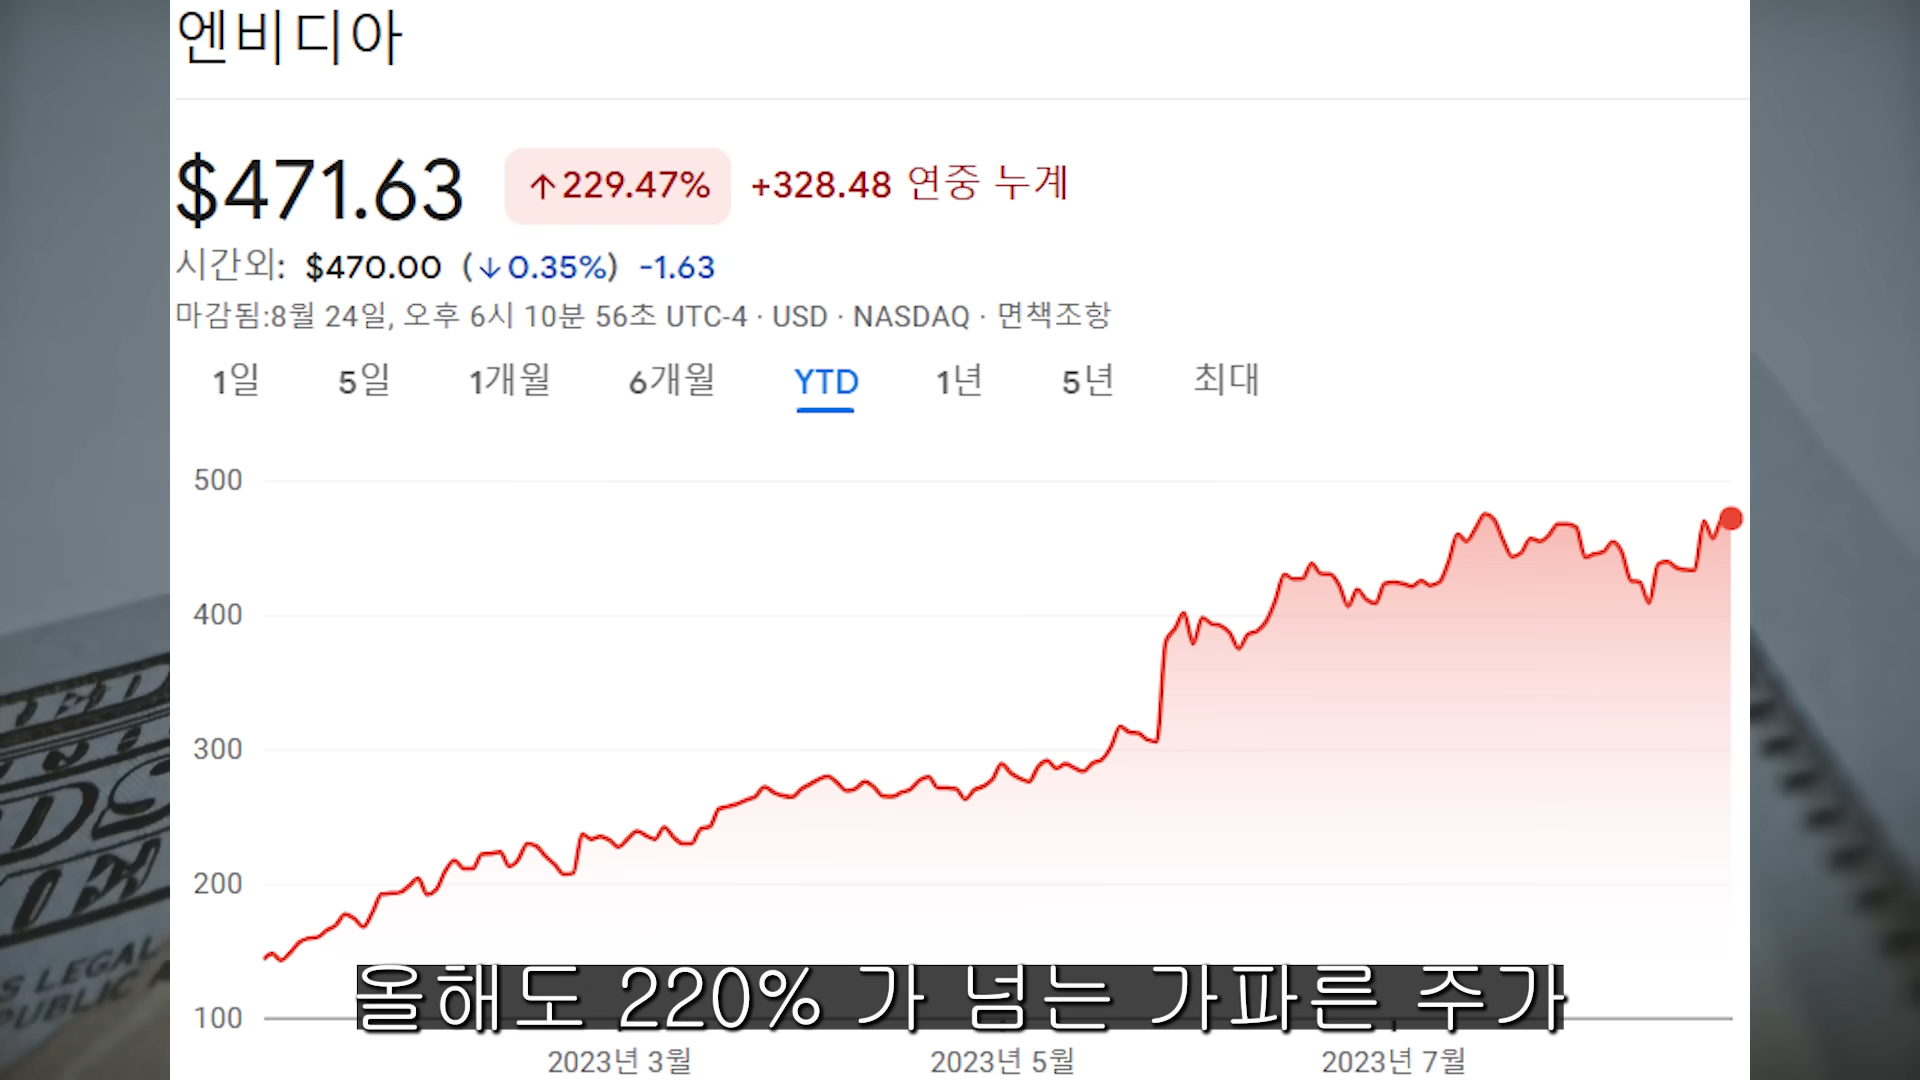 엔비디아
$471.63 ↑229.47% +328.48 연중 누계
시간외: $470.00 (↓0.35%) -1.63
마감됨:8월 24일, 오후 6시 10분 56초 UTC-4 · USD · NASDAQ · 면책조항
1일 5일 1개월 6개월 YTD 1년 5년 최대
500
400
300
200
100
2023년 3월 2023년 5월 2023년 7월
올해도 220% 가 넘는 가파른 주가
LEGAL
PUBLIC